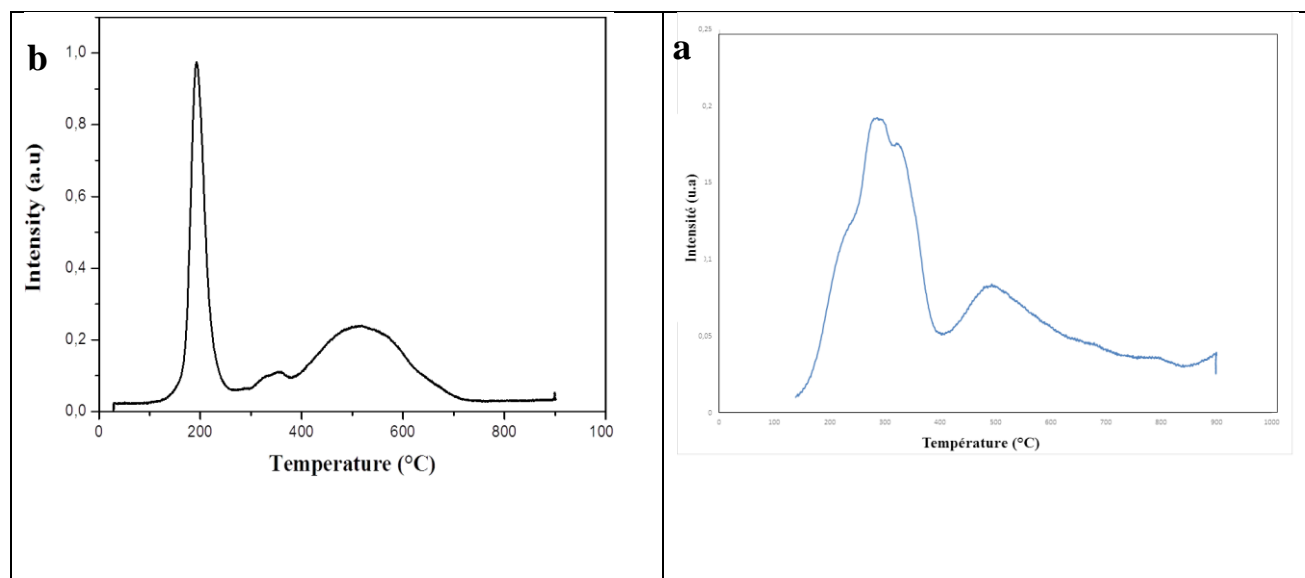 b
1,0
0,8
0,6
0,4
0,2
0,0
Intensity (a.u)
0 200 400 600 800 100
Temperature (°C)
a
0,25
0,2
15
0,1
0,05
0
Intensité (u.a)
0 100 200 300 400 500 600 700 800 900 1000
Température (°C)